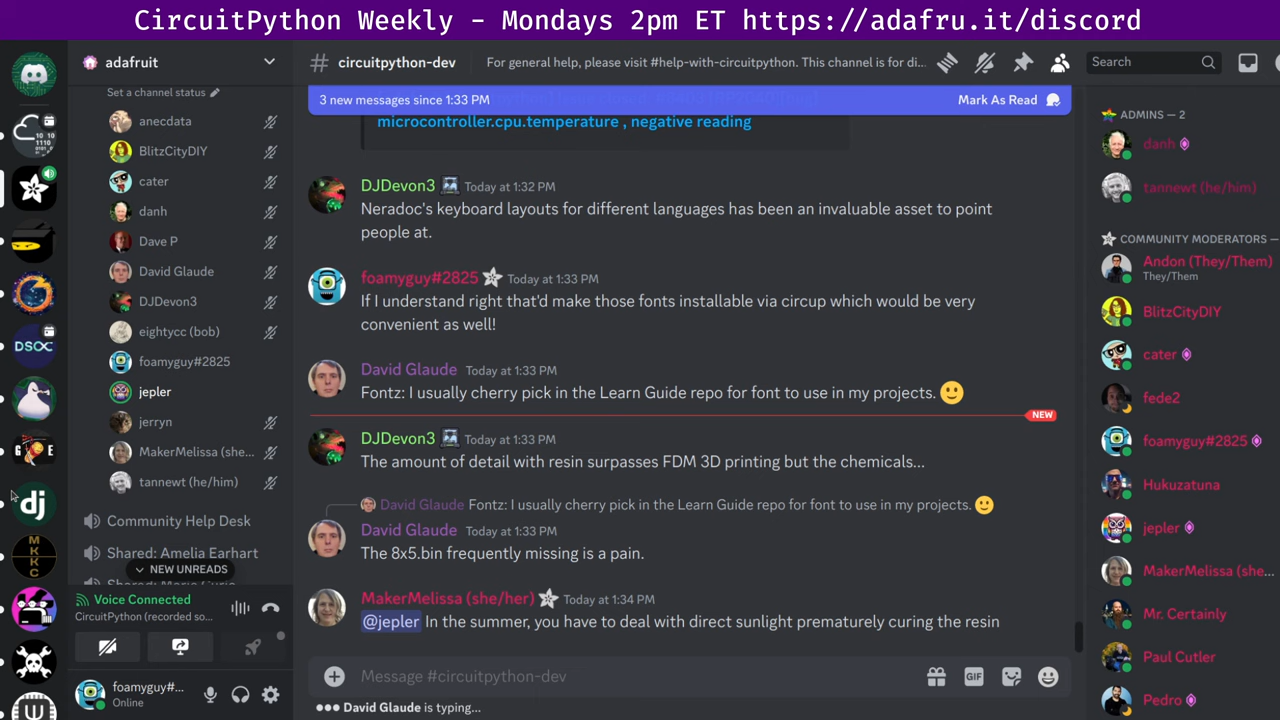 CircuitPython Weekly - Mondays 2pm ET https://adafru.it/discord
adafruit
# circuitpython-dev
For general help, please visit #help-with-circuitpython. This channel is for di...
Search
Set a channel status
anecdata
BlitzCityDIY
cater
danh
Dave P
David Glaude
DJDevon3
eightycc (bob)
foamyguy#2825
jepler
jerryn
MakerMelissa (she...
tannewt (he/him)
Community Help Desk
Shared: Amelia Earhart
NEW UNREADS
Voice Connected
CircuitPython (recorded so...
foamyguy#...
Online
DSOC
G E
dj
MK
KC
3 new messages since 1:33 PM
Mark As Read
microcontroller.cpu.temperature , negative reading
DJDevon3 Today at 1:32 PM
Neradoc's keyboard layouts for different languages has been an invaluable asset to point
people at.
foamyguy#2825 Today at 1:33 PM
If I understand right that'd make those fonts installable via circup which would be very
convenient as well!
David Glaude Today at 1:33 PM
Fontz: I usually cherry pick in the Learn Guide repo for font to use in my projects. 🙂
NEW
DJDevon3 Today at 1:33 PM
The amount of detail with resin surpasses FDM 3D printing but the chemicals...
David Glaude Fontz: I usually cherry pick in the Learn Guide repo for font to use in my projects. 🙂
David Glaude Today at 1:33 PM
The 8x5.bin frequently missing is a pain.
MakerMelissa (she/her) Today at 1:34 PM
@jepler In the summer, you have to deal with direct sunlight prematurely curing the resin
Message #circuitpython-dev
GIF
David Glaude is typing...
ADMINS — 2
danh
tannewt (he/him)
COMMUNITY MODERATORS —
Andon (They/Them)
They/Them
BlitzCityDIY
cater
fede2
foamyguy#2825
Hukuzatuna
jepler
MakerMelissa (she...
Mr. Certainly
Paul Cutler
Pedro